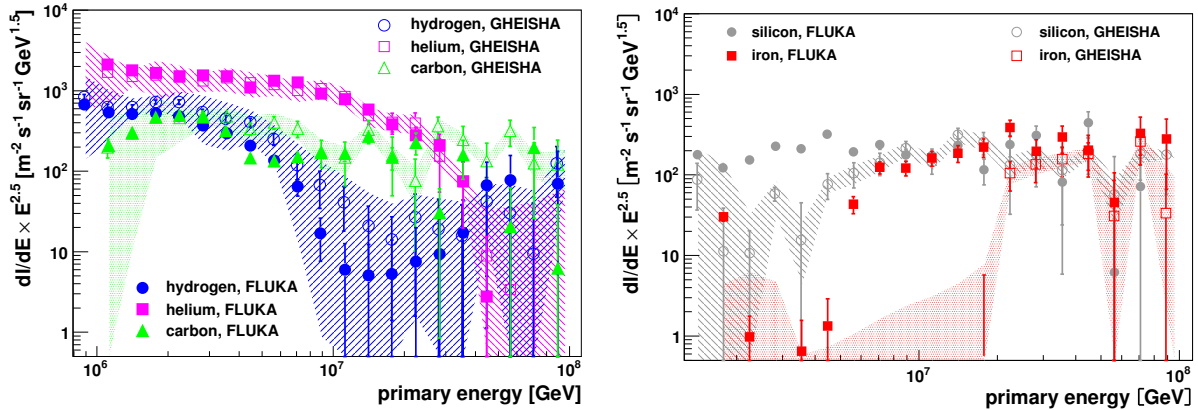 dI/dE × E^2.5 [m^-2 s^-1 sr^-1 GeV^1.5]
10^4
10^3
10^2
10
1
hydrogen, GHEISHA
helium, GHEISHA
carbon, GHEISHA
hydrogen, FLUKA
helium, FLUKA
carbon, FLUKA
10^6
10^7
10^8
primary energy [GeV]
dI/dE × E^2.5 [m^-2 s^-1 sr^-1 GeV^1.5]
10^4
10^3
10^2
10
1
silicon, FLUKA
iron, FLUKA
silicon, GHEISHA
iron, GHEISHA
10^7
10^8
primary energy [GeV]